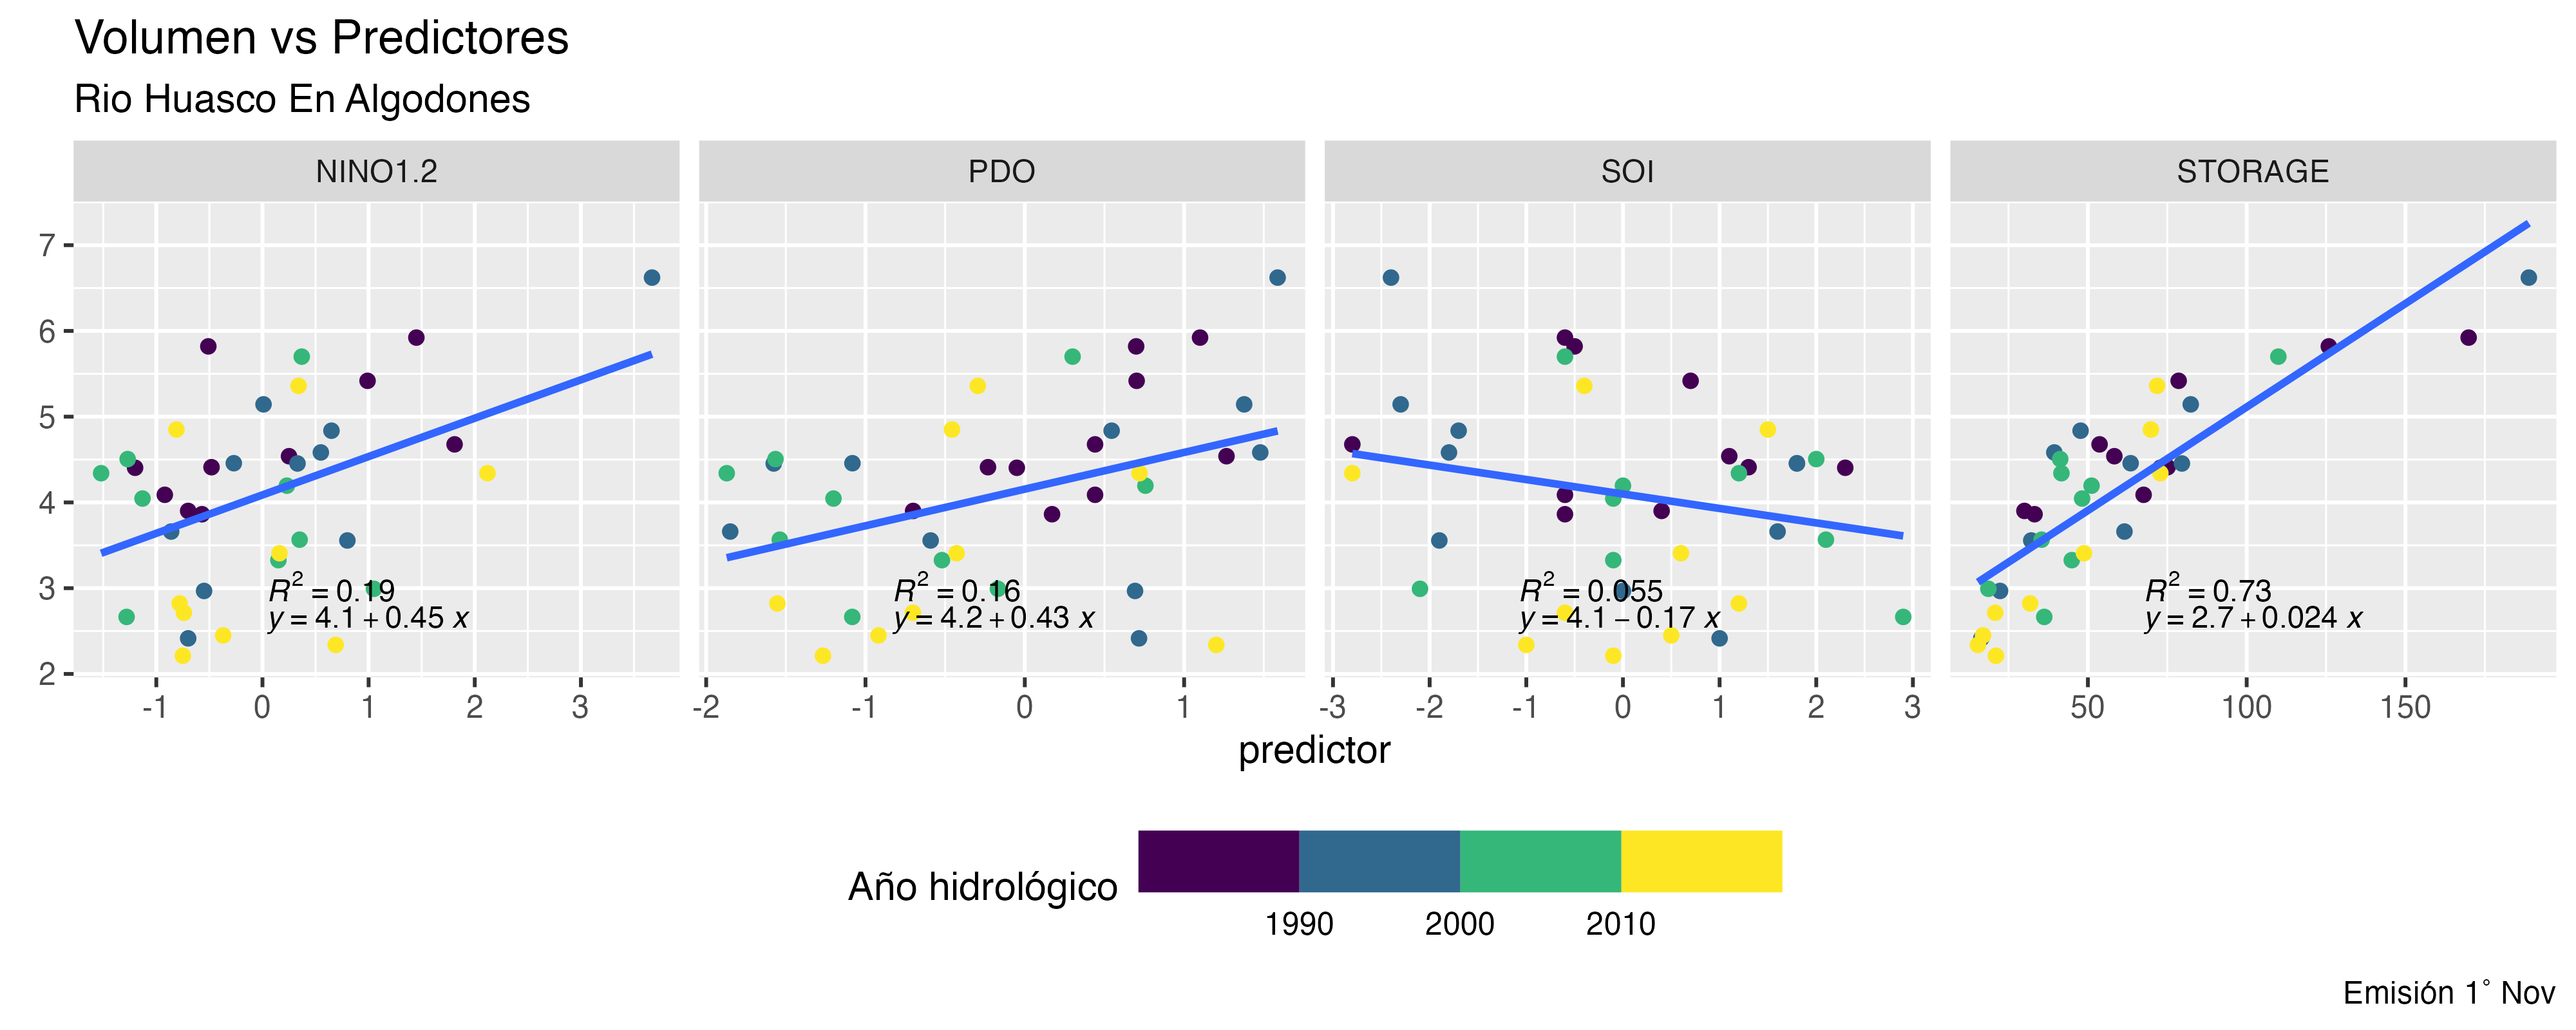 Volumen vs Predictores
Rio Huasco En Algodones
NINO1.2 PDO SOI STORAGE
7
6
5
4
3
2
R² = 0.19 R² = 0.16 R² = 0.055 R² = 0.73
y = 4.1 + 0.45 x y = 4.2 + 0.43 x y = 4.1 − 0.17 x y = 2.7 + 0.024 x
-1 0 1 2 3 -2 -1 0 1 -3 -2 -1 0 1 2 3 50 100 150
predictor
Año hidrológico
1990 2000 2010
Emisión 1° Nov